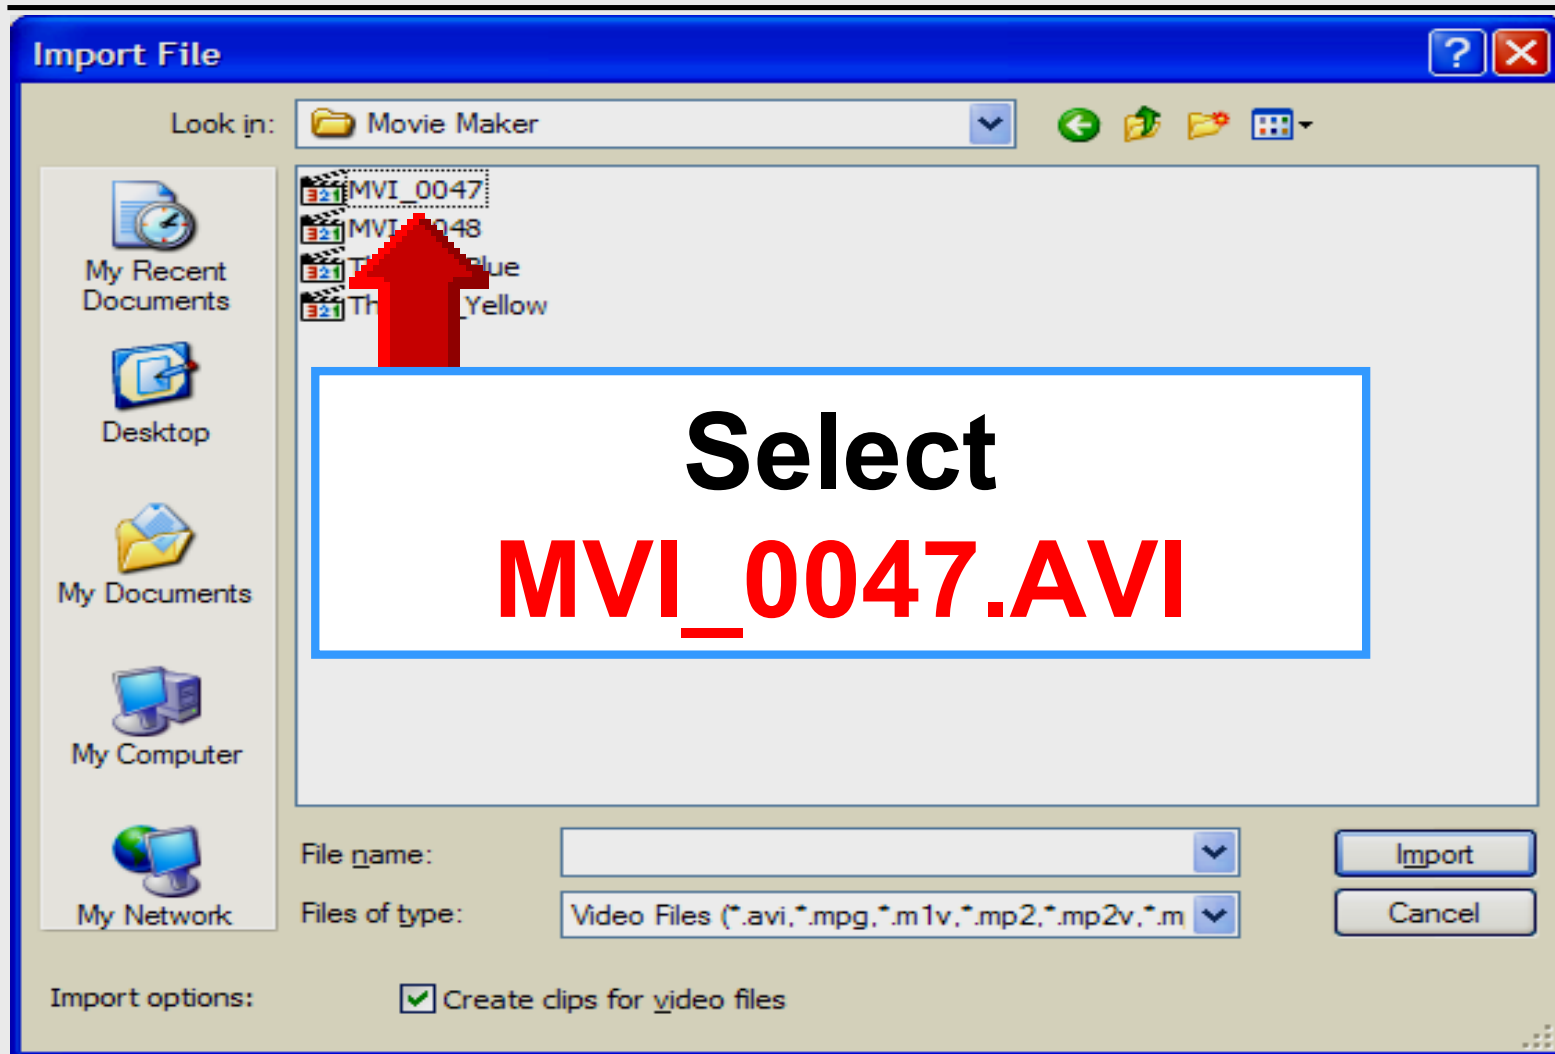 Import File
Look in:
Movie Maker
MVI_0047
MVI 048
lue
Th _Yellow
My Recent
Documents
Desktop
My Documents
My Computer
My Network
Select
MVI_0047.AVI
File name:
Import
Files of type:
Video Files (*.avi,*.mpg,*.m1v,*.mp2,*.mp2v,*.m
Cancel
Import options:
Create clips for video files